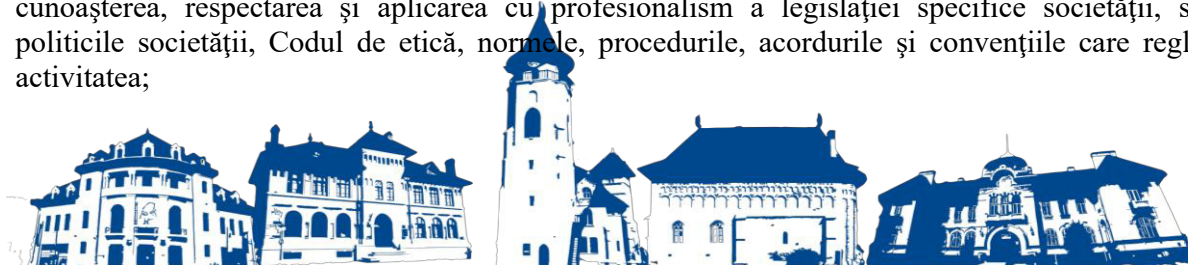 cunoaşterea, respectarea şi aplicarea cu profesionalism a legislaţiei specifice societăţii,
politicile societăţii, Codul de etică, normele, procedurile, acordurile şi convenţiile care
activitatea;